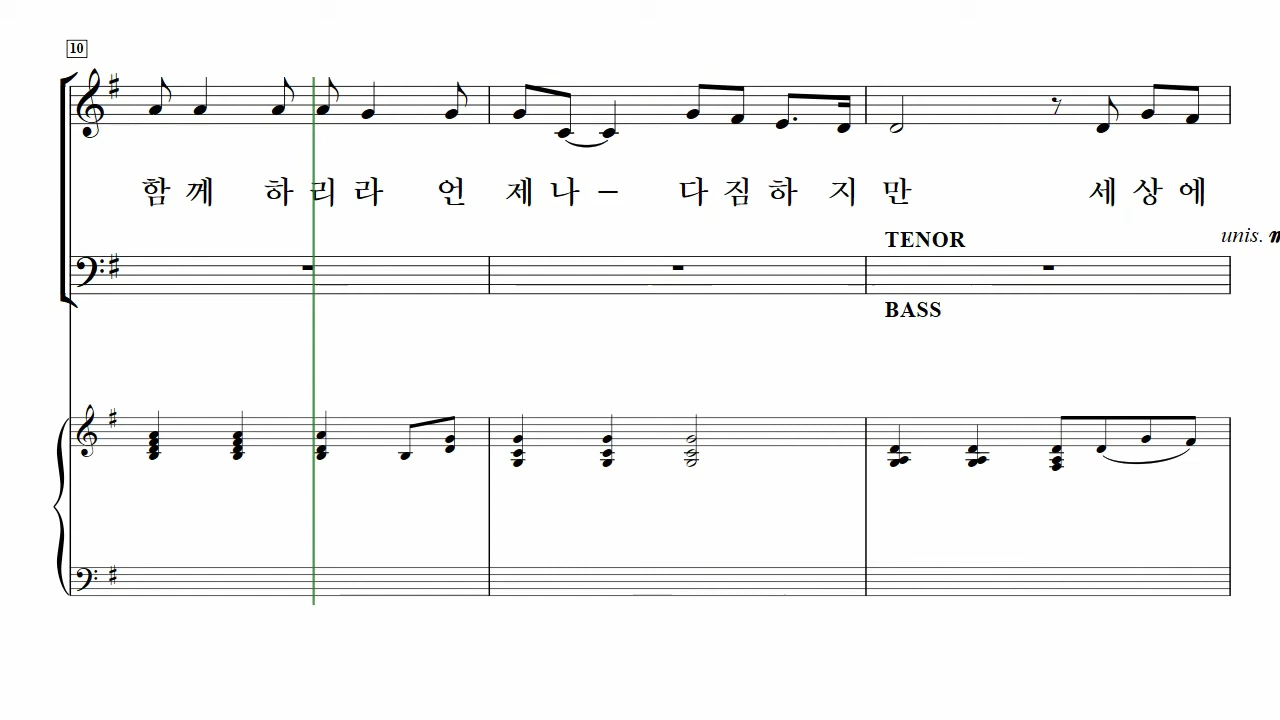 10
함 께 하 리 라 언 제 나 – 다 짐 하 지 만 세 상 에
TENOR
unis.
BASS